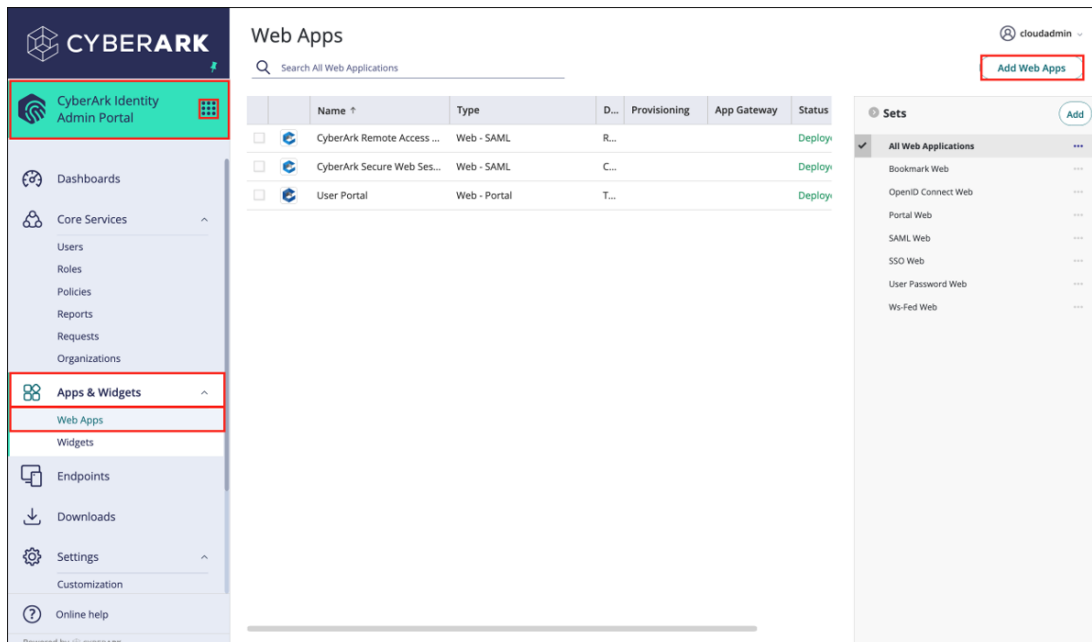 CYBERARK
CyberArk Identity
Admin Portal
Dashboards
Core Services
Users
Roles
Policies
Reports
Requests
Organizations
Apps & Widgets
Web Apps
Widgets
Endpoints
Downloads
Settings
Customization
Online help
Powered by CYBERARK
Web Apps
cloudadmin
Search All Web Applications
Add Web Apps
Name ↑ Type D... Provisioning App Gateway Status
CyberArk Remote Access ... Web - SAML R...
CyberArk Secure Web Ses... Web - SAML C...
User Portal Web - Portal T...
Sets Add
All Web Applications
Bookmark Web
OpenID Connect Web
Portal Web
SAML Web
SSO Web
User Password Web
Ws-Fed Web